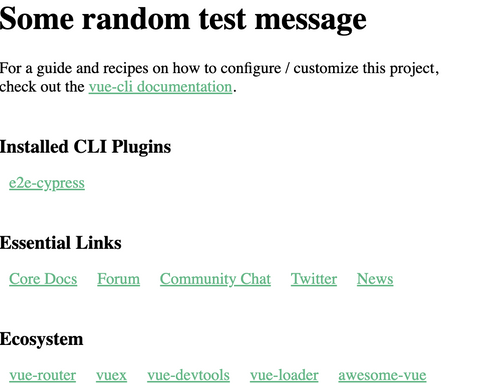 Some random test message
For a guide and recipes on how to configure / customize this project,
check out the vue-cli documentation.
Installed CLI Plugins
e2e-cypress
Essential Links
Core Docs Forum Community Chat Twitter News
Ecosystem
vue-router vuex vue-devtools vue-loader awesome-vue